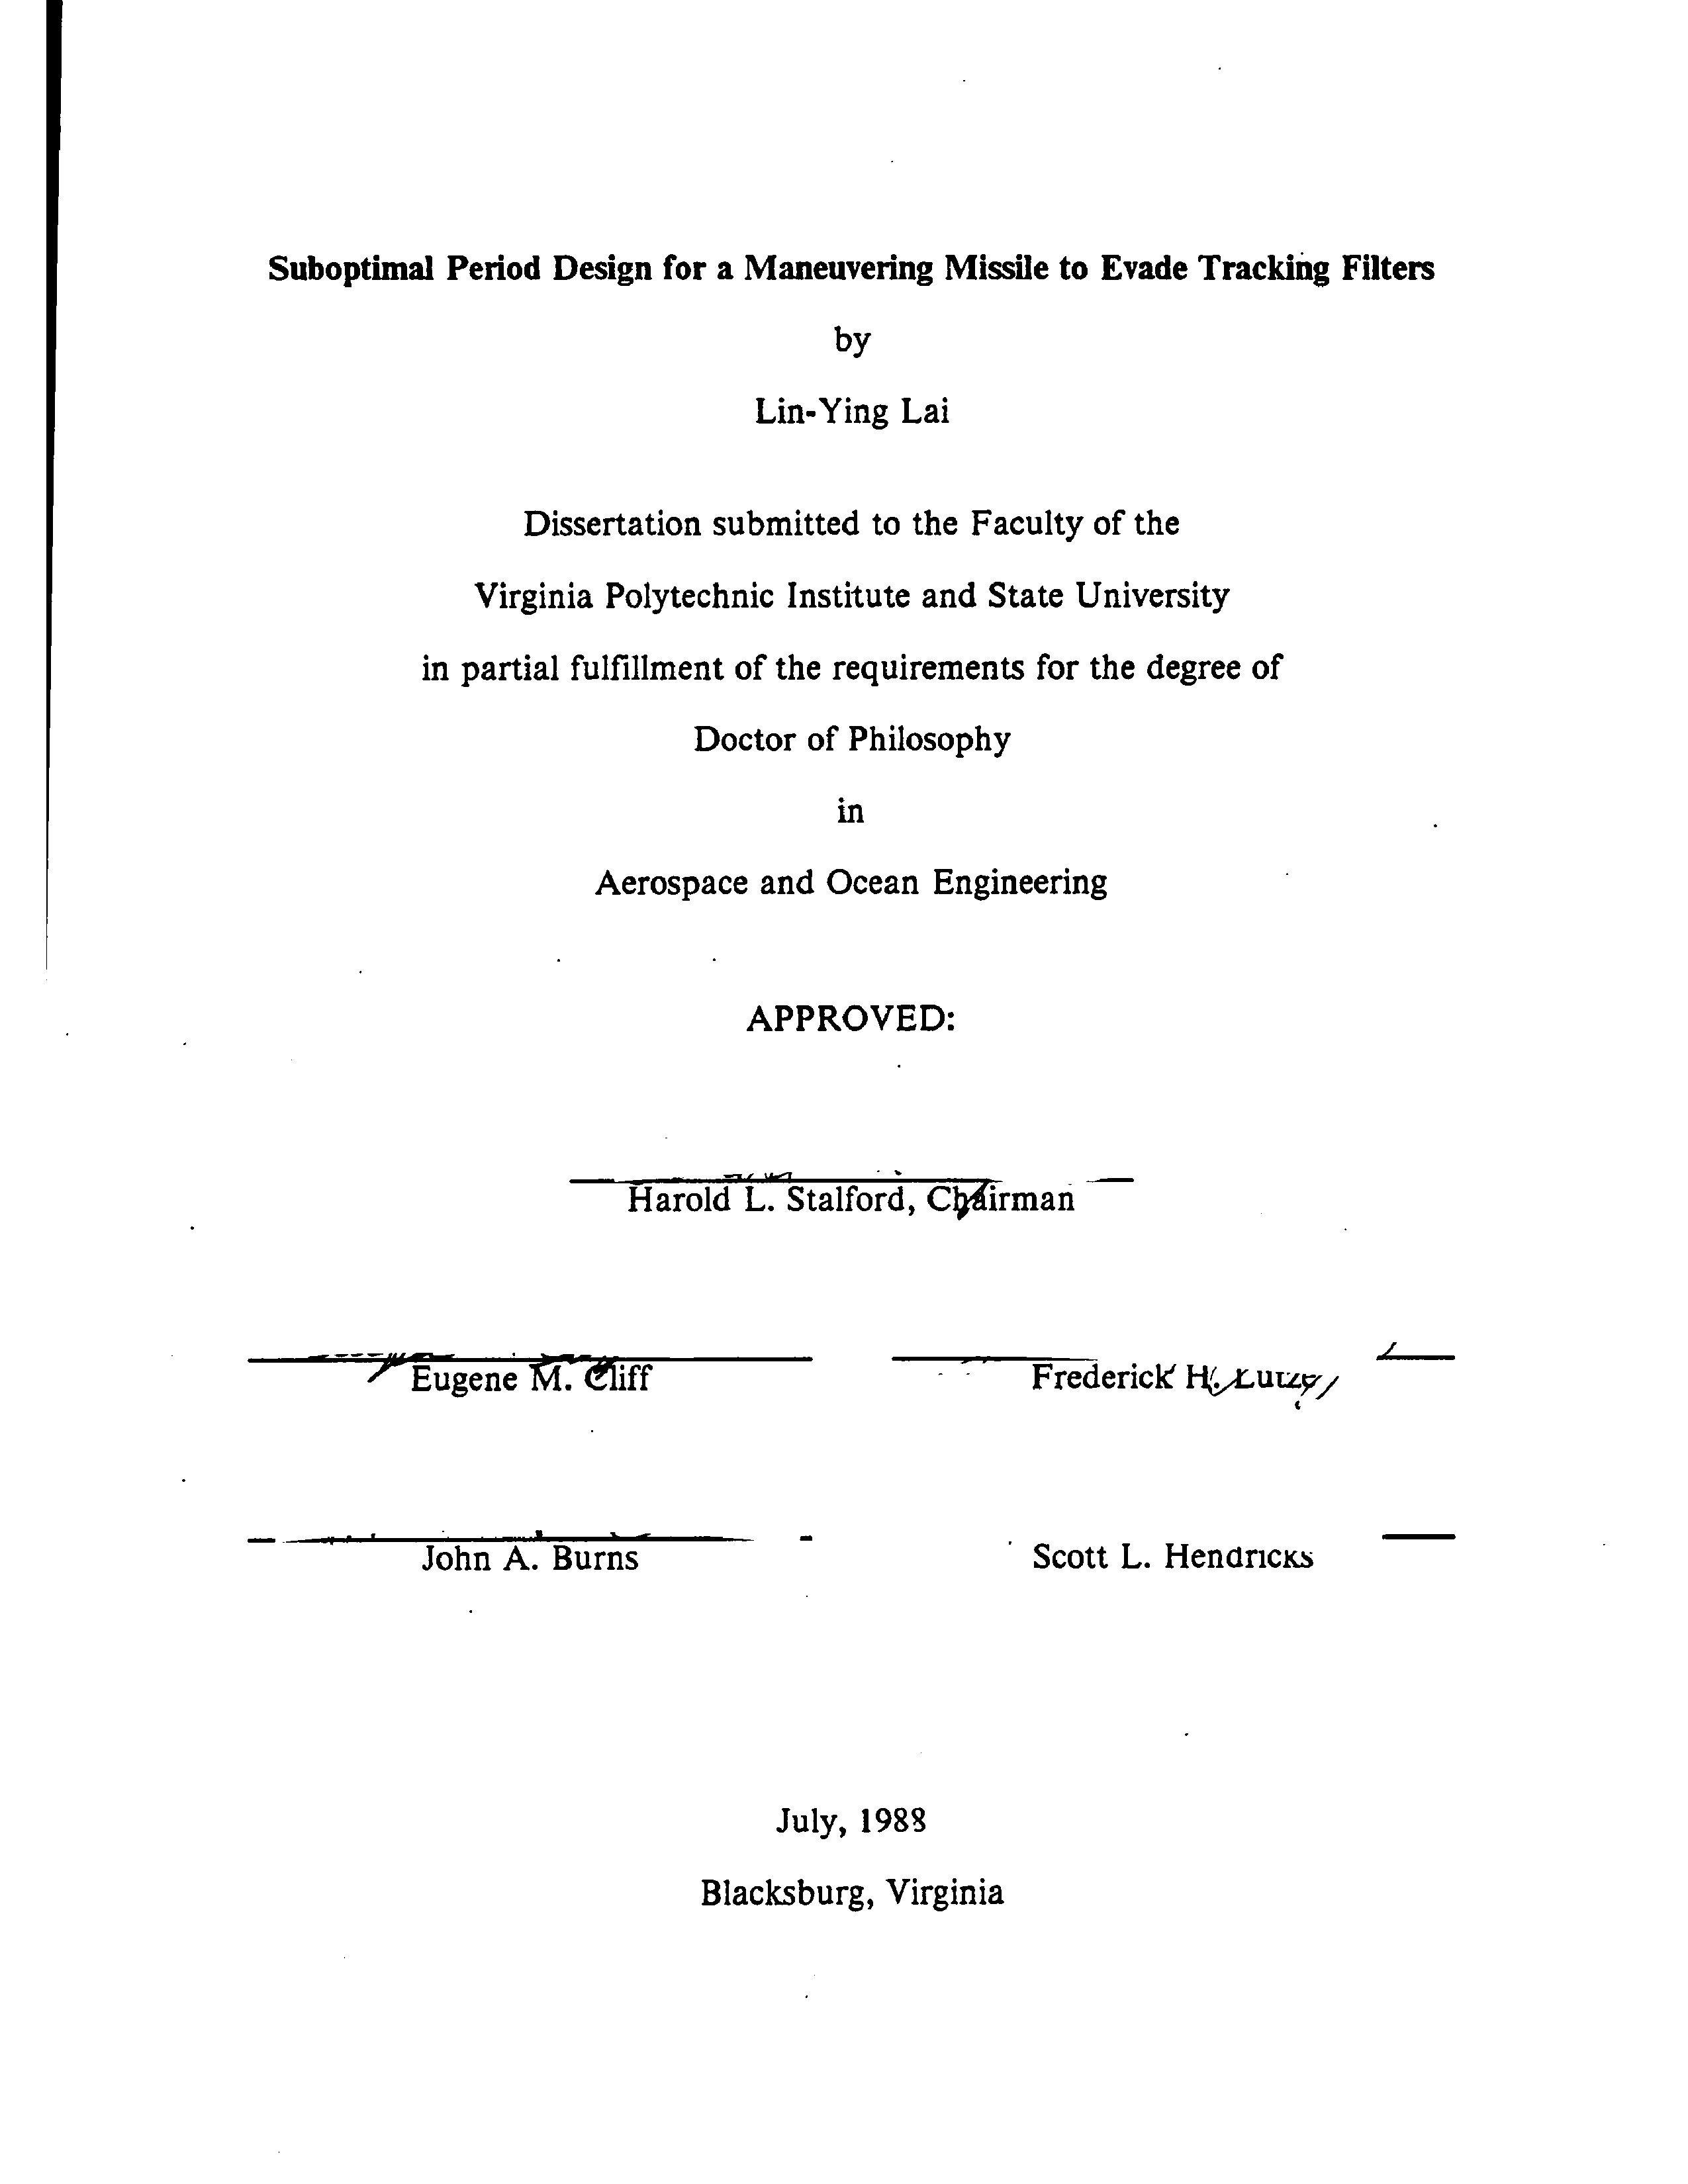 Suboptimal Period Design for a Maneuvering Missile to Evade Tracking Filters
by
Lin-Ying Lai
Dissertation submitted to the Faculty of the
Virginia Polytechnic Institute and State University
in partial fulfillment of the requirements for the degree of
Doctor of Philosophy
in
Aerospace and Ocean Engineering
APPROVED:
Harold L. Stalford, Chairman
Eugene M. Cliff
Frederick H. Lutze
John A. Burns
Scott L. Hendricks
July, 1988
Blacksburg, Virginia